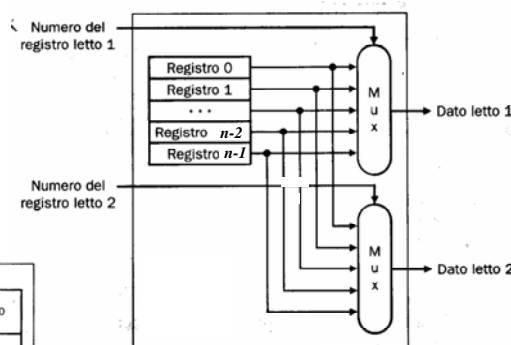 Numero del
registro letto 1
Registro 0
Registro 1
...
Registro n-2
Registro n-1
M
u
x
Dato letto 1
Numero del
registro letto 2
M
u
x
Dato letto 2
o